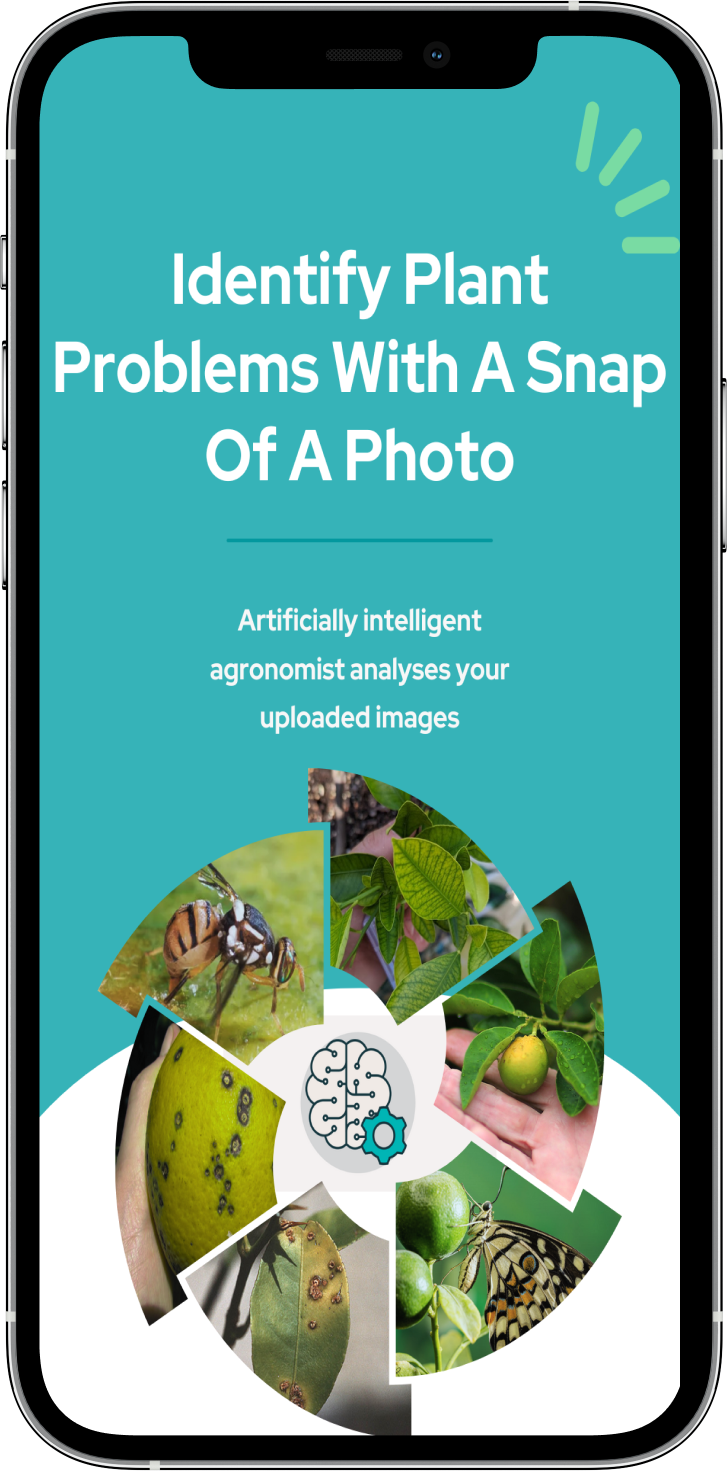 Identify Plant
Problems With A Snap
Of A Photo
Artificially intelligent
agronomist analyses your
uploaded images